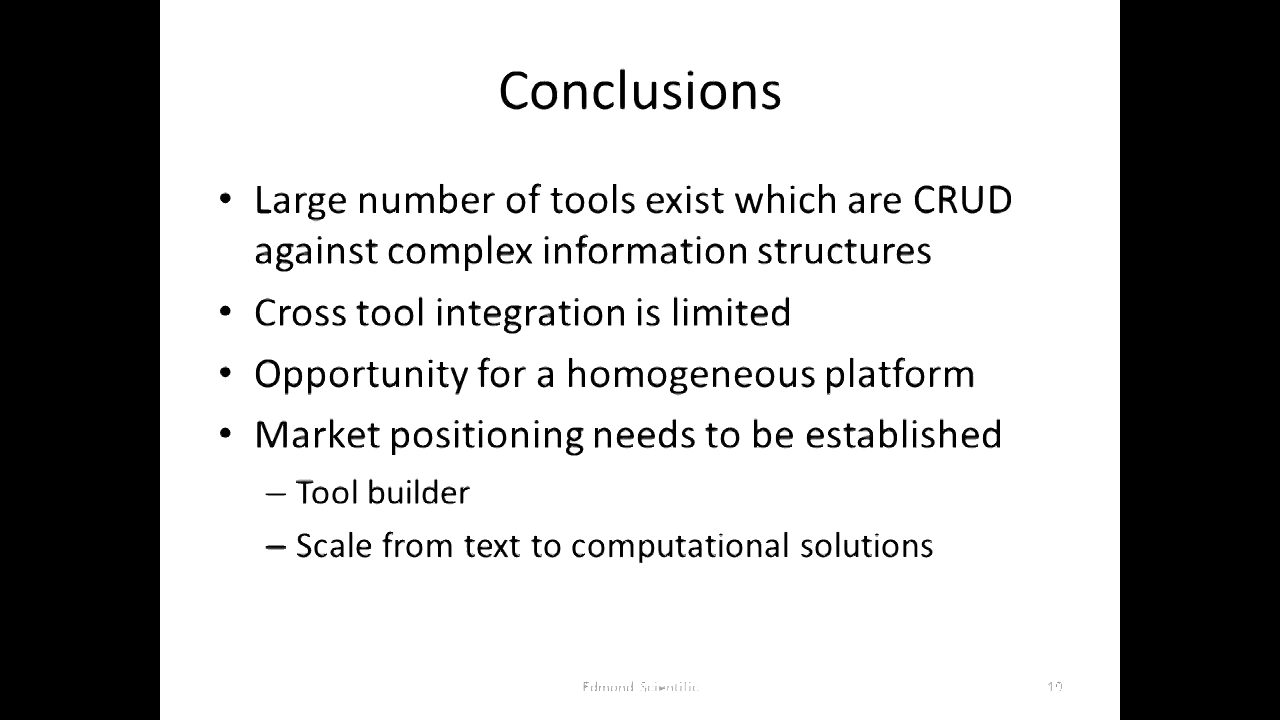 Conclusions
• Large number of tools exist which are CRUD
against complex information structures
• Cross tool integration is limited
• Opportunity for a homogeneous platform
• Market positioning needs to be established
– Tool builder
– Scale from text to computational solutions
Edmond Scientific
19